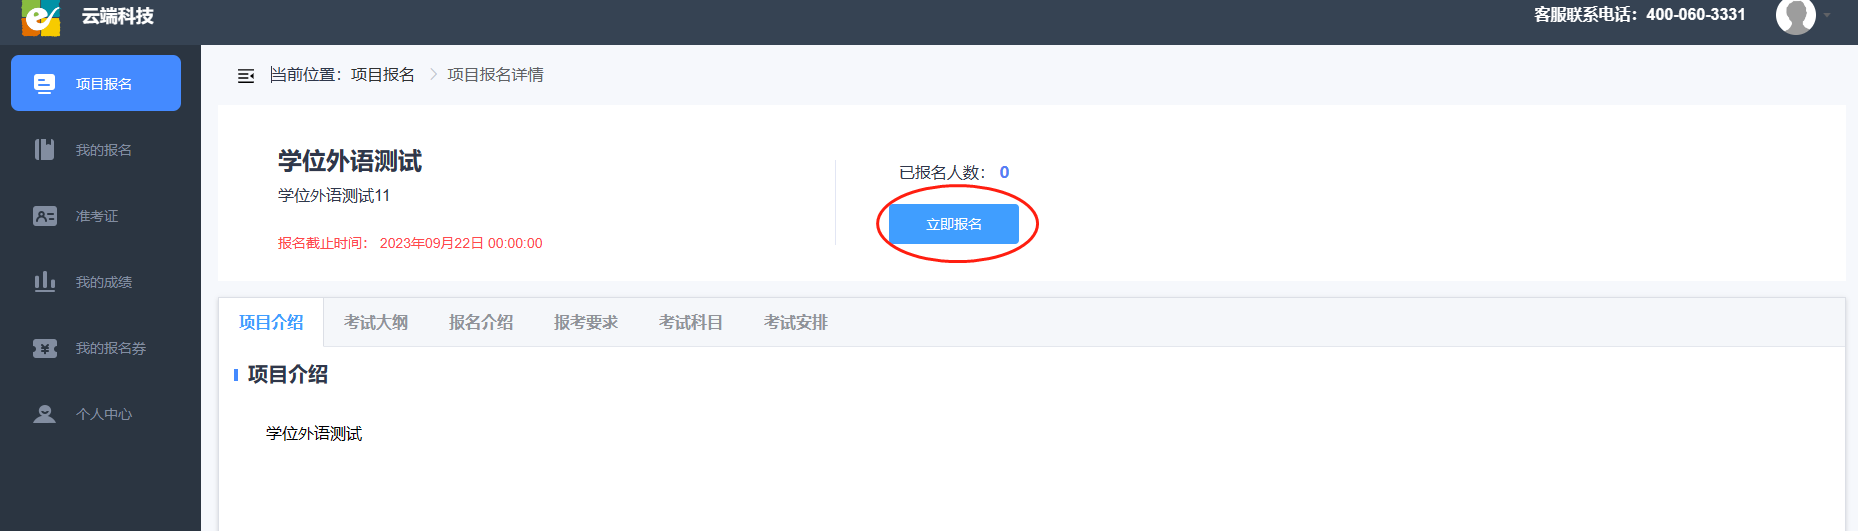 云端科技
客服联系电话：400-060-3331
项目报名
我的报名
准考证
我的成绩
我的报名券
个人中心
当前位置：项目报名 > 项目报名详情
学位外语测试
学位外语测试11
报名截止时间： 2023年09月22日 00:00:00
已报名人数： 0
立即报名
项目介绍 考试大纲 报名介绍 报考要求 考试科目 考试安排
项目介绍
学位外语测试